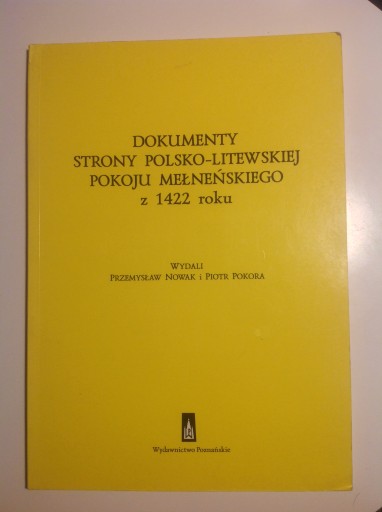 DOKUMENTY
STRONY POLSKO-LITEWSKIEJ
POKOJU MEŁNEŃSKIEGO
z 1422 roku
WYDALI
PRZEMYSŁAW NOWAK i PIOTR POKORA
Wydawnictwo Poznańskie